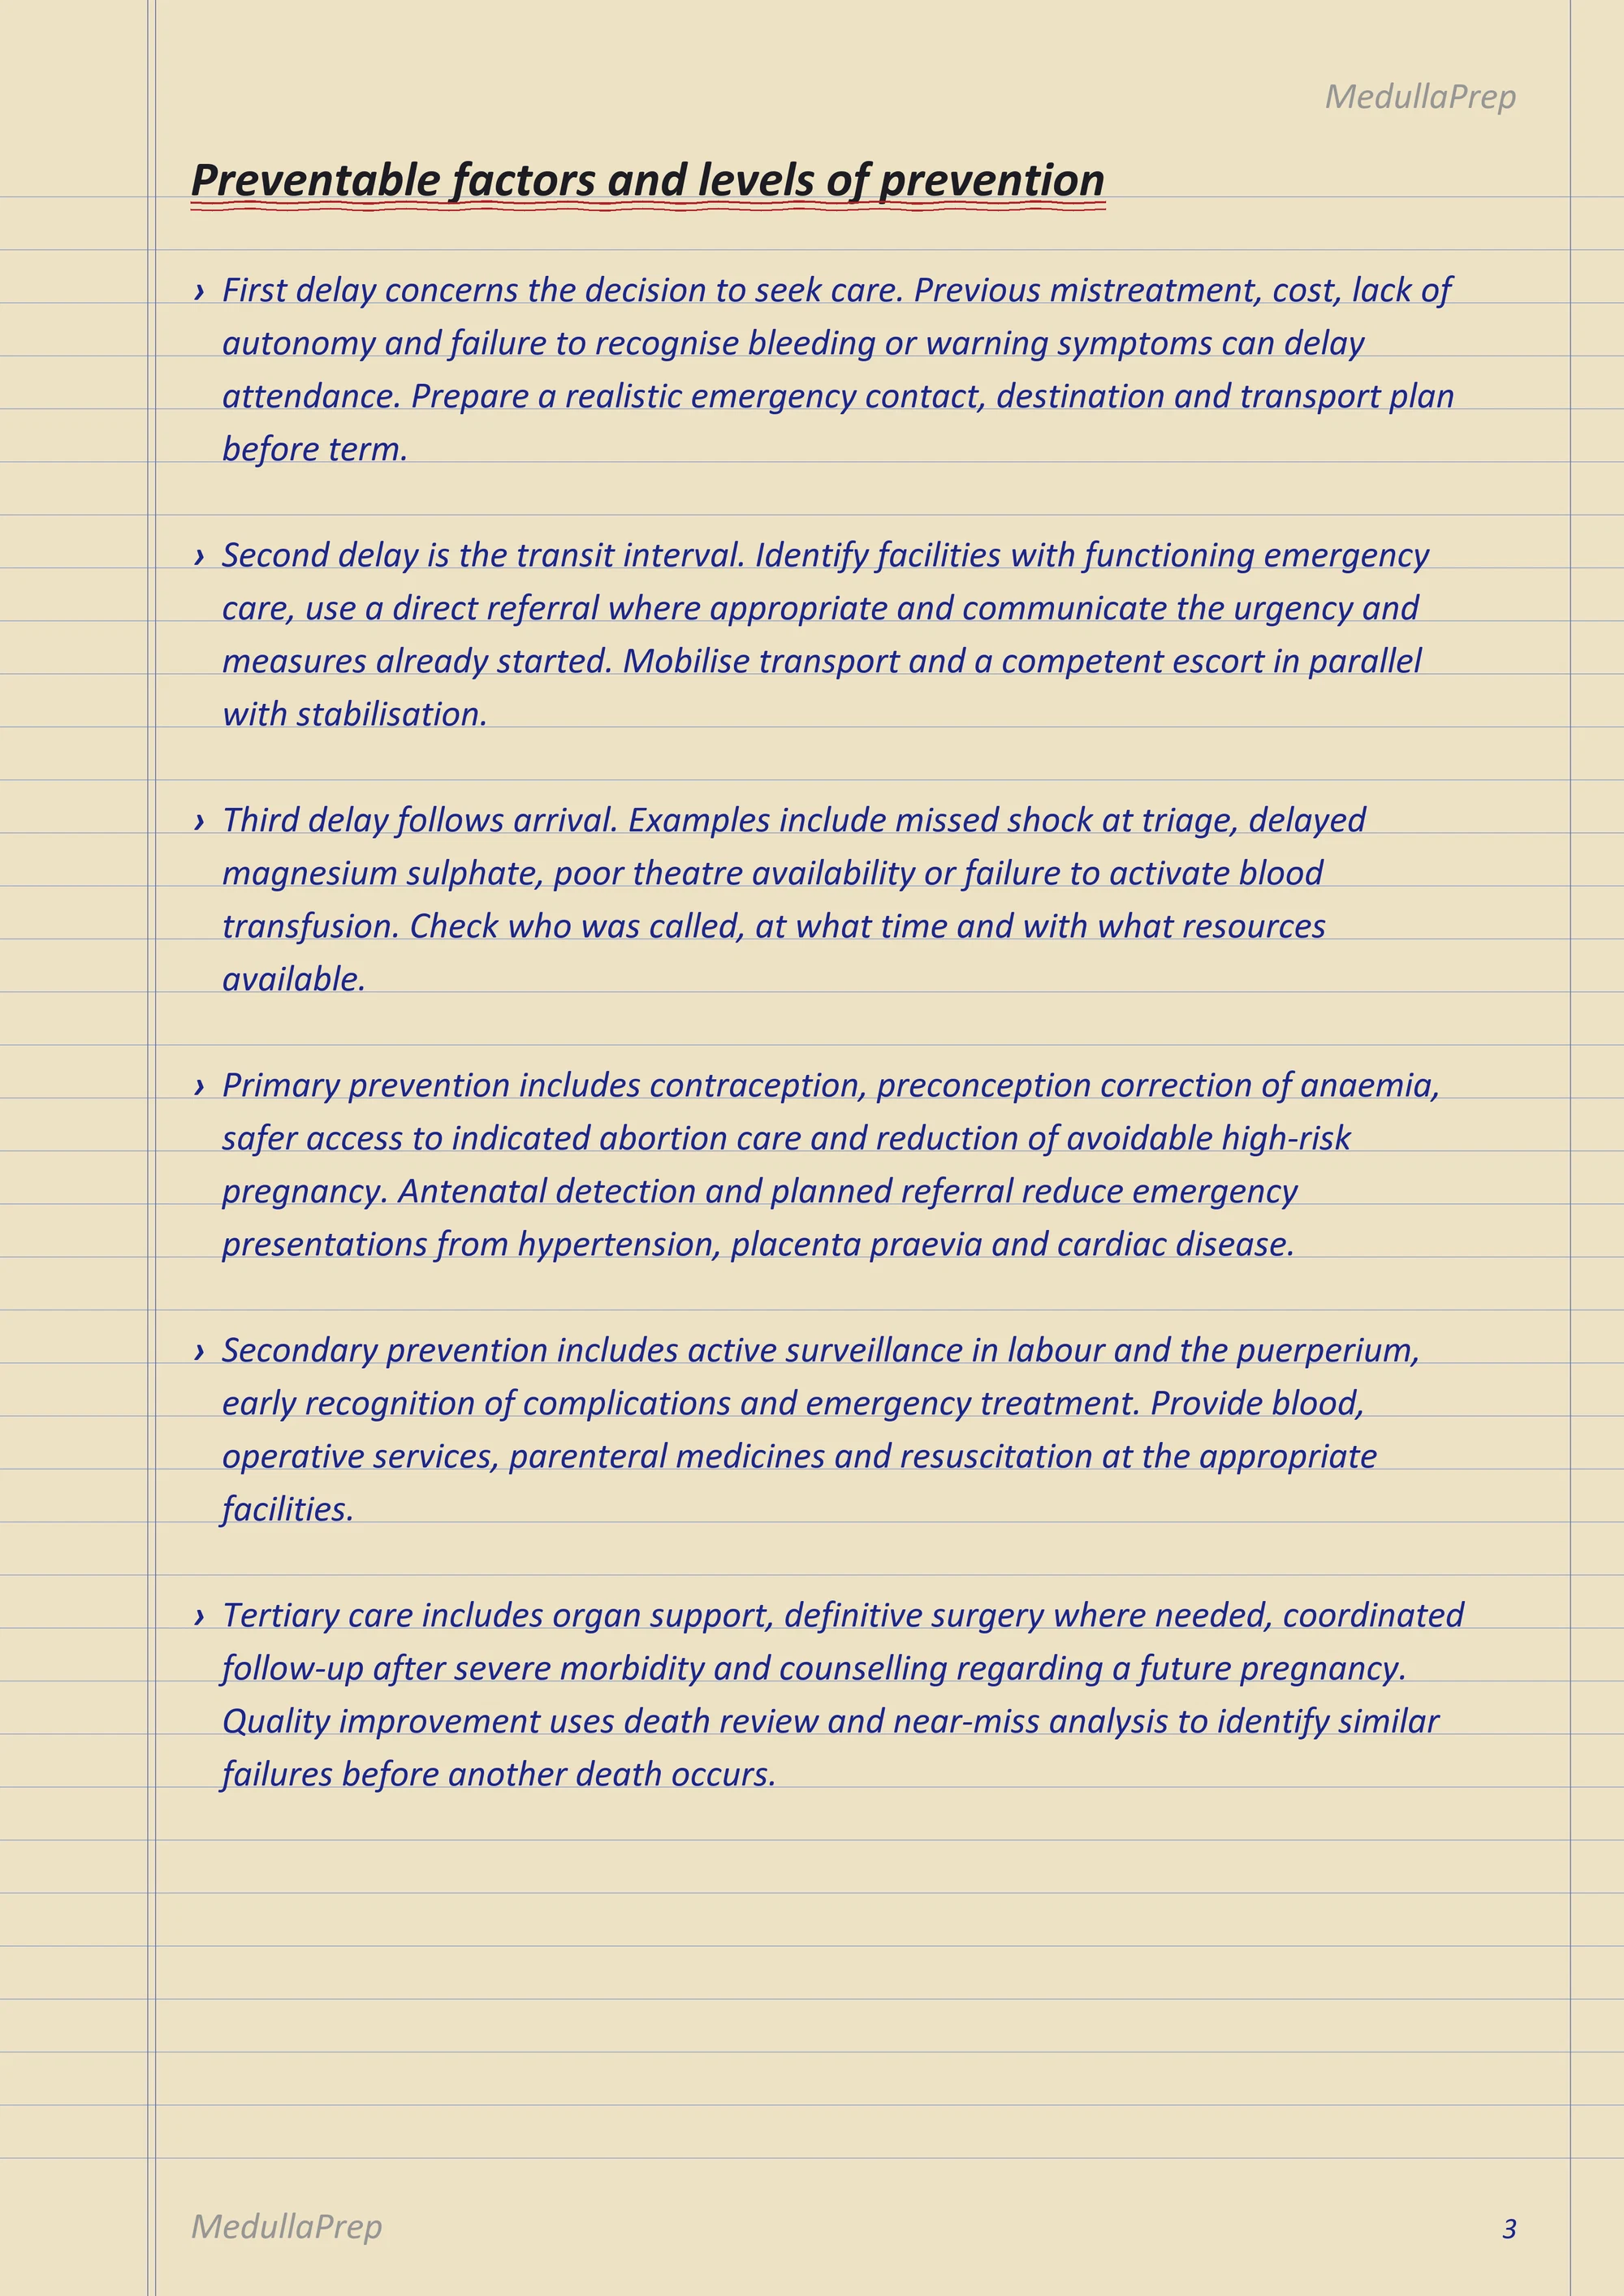 MedullaPrep
Preventable factors and levels of prevention
› First delay concerns the decision to seek care. Previous mistreatment, cost, lack of
autonomy and failure to recognise bleeding or warning symptoms can delay
attendance. Prepare a realistic emergency contact, destination and transport plan
before term.
› Second delay is the transit interval. Identify facilities with functioning emergency
care, use a direct referral where appropriate and communicate the urgency and
measures already started. Mobilise transport and a competent escort in parallel
with stabilisation.
› Third delay follows arrival. Examples include missed shock at triage, delayed
magnesium sulphate, poor theatre availability or failure to activate blood
transfusion. Check who was called, at what time and with what resources
available.
› Primary prevention includes contraception, preconception correction of anaemia,
safer access to indicated abortion care and reduction of avoidable high-risk
pregnancy. Antenatal detection and planned referral reduce emergency
presentations from hypertension, placenta praevia and cardiac disease.
› Secondary prevention includes active surveillance in labour and the puerperium,
early recognition of complications and emergency treatment. Provide blood,
operative services, parenteral medicines and resuscitation at the appropriate
facilities.
› Tertiary care includes organ support, definitive surgery where needed, coordinated
follow-up after severe morbidity and counselling regarding a future pregnancy.
Quality improvement uses death review and near-miss analysis to identify similar
failures before another death occurs.
MedullaPrep
3